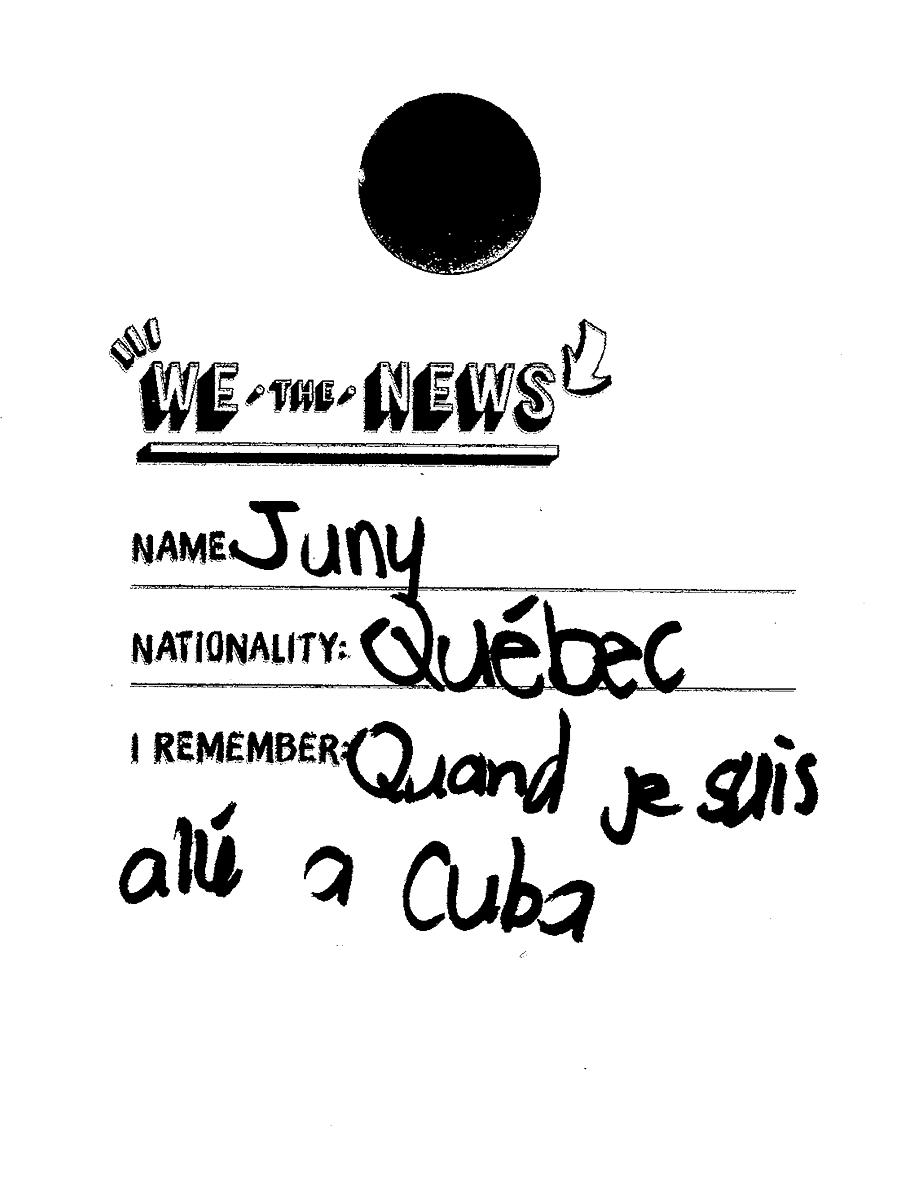 WE THE NEWS
NAME Juny
NATIONALITY: Québec
I REMEMBER: Quand je suis
allé a Cuba